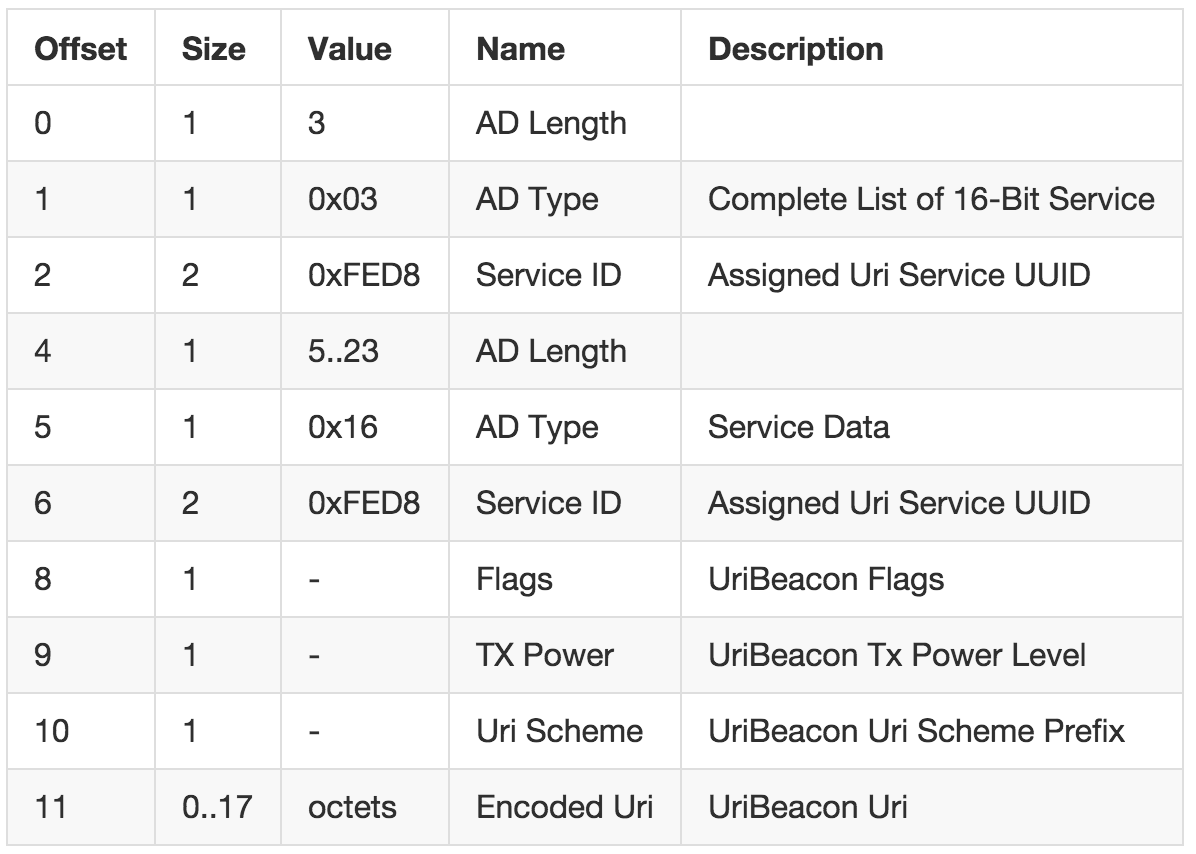 Offset Size Value Name Description
0 1 3 AD Length
1 1 0x03 AD Type Complete List of 16-Bit Service
2 2 0xFED8 Service ID Assigned Uri Service UUID
4 1 5..23 AD Length
5 1 0x16 AD Type Service Data
6 2 0xFED8 Service ID Assigned Uri Service UUID
8 1 - Flags UriBeacon Flags
9 1 - TX Power UriBeacon Tx Power Level
10 1 - Uri Scheme UriBeacon Uri Scheme Prefix
11 0..17 octets Encoded Uri UriBeacon Uri